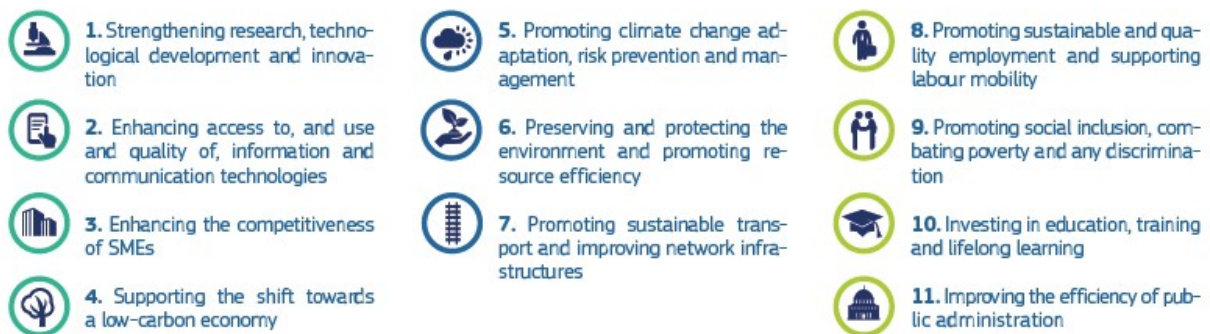 1. Strengthening research, techno-
logical development and innova-
tion
2. Enhancing access to, and use
and quality of, information and
communication technologies
3. Enhancing the competitiveness
of SMEs
4. Supporting the shift towards
a low-carbon economy
5. Promoting climate change ad-
aptation, risk prevention and man-
agement
6. Preserving and protecting the
environment and promoting re-
source efficiency
7. Promoting sustainable trans-
port and improving network infra-
structures
8. Promoting sustainable and qua-
lity employment and supporting
labour mobility
9. Promoting social inclusion, com-
bating poverty and any discrimina-
tion
10. Investing in education, training
and lifelong learning
11. Improving the efficiency of pub-
lic administration